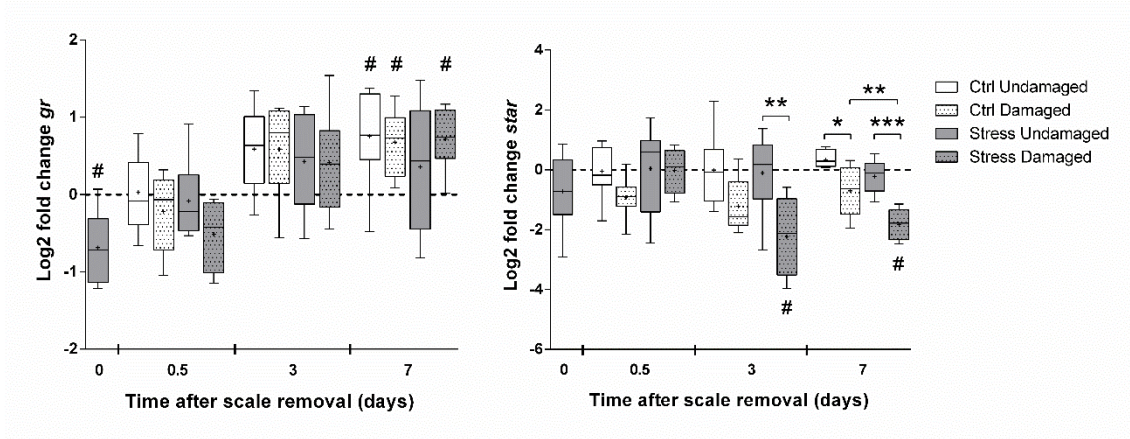 2
1
0
-1
-2
Log2 fold change gr
#
# # #
0 0.5 3 7
Time after scale removal (days)
4
2
0
-2
-4
-6
Log2 fold change star
**
**
* ***
#
#
0 0.5 3 7
Time after scale removal (days)
Ctrl Undamaged
Ctrl Damaged
Stress Undamaged
Stress Damaged